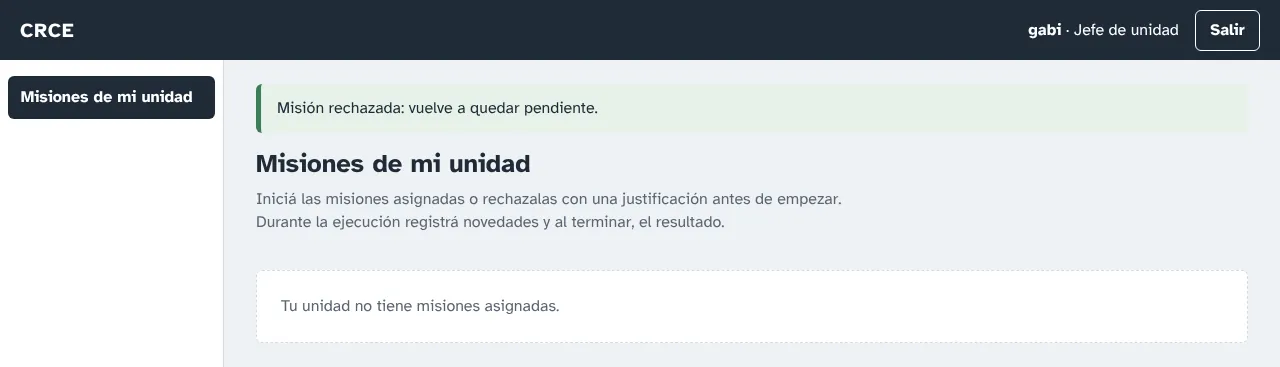 CRCE
gabi · Jefe de unidad
Salir
Misiones de mi unidad
Misión rechazada: vuelve a quedar pendiente.
Misiones de mi unidad
Iniciá las misiones asignadas o rechazalas con una justificación antes de empezar.
Durante la ejecución registrá novedades y al terminar, el resultado.
Tu unidad no tiene misiones asignadas.